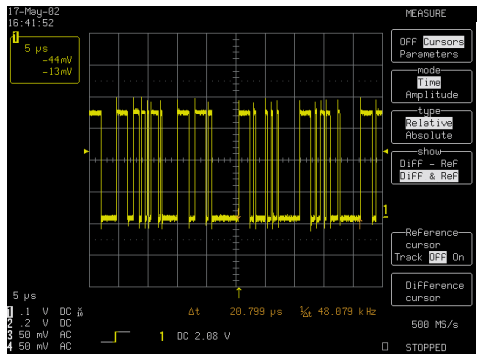 17-May-02
16:41:52
MEASURE
1
5 µs
-44mV
-13mV
OFF Cursors
Parameters
mode
Time
Amplitude
type
Relative
Absolute
show
Diff - Ref
Diff & Ref
1
Reference
cursor
Track OFF On
Difference
cursor
5 µs
1 .1 V DC
2 .2 V DC
3 50 mV AC
4 50 mV AC
Δt 20.799 µs 1/Δt 48.079 kHz
1 DC 2.08 V
500 MS/s
STOPPED